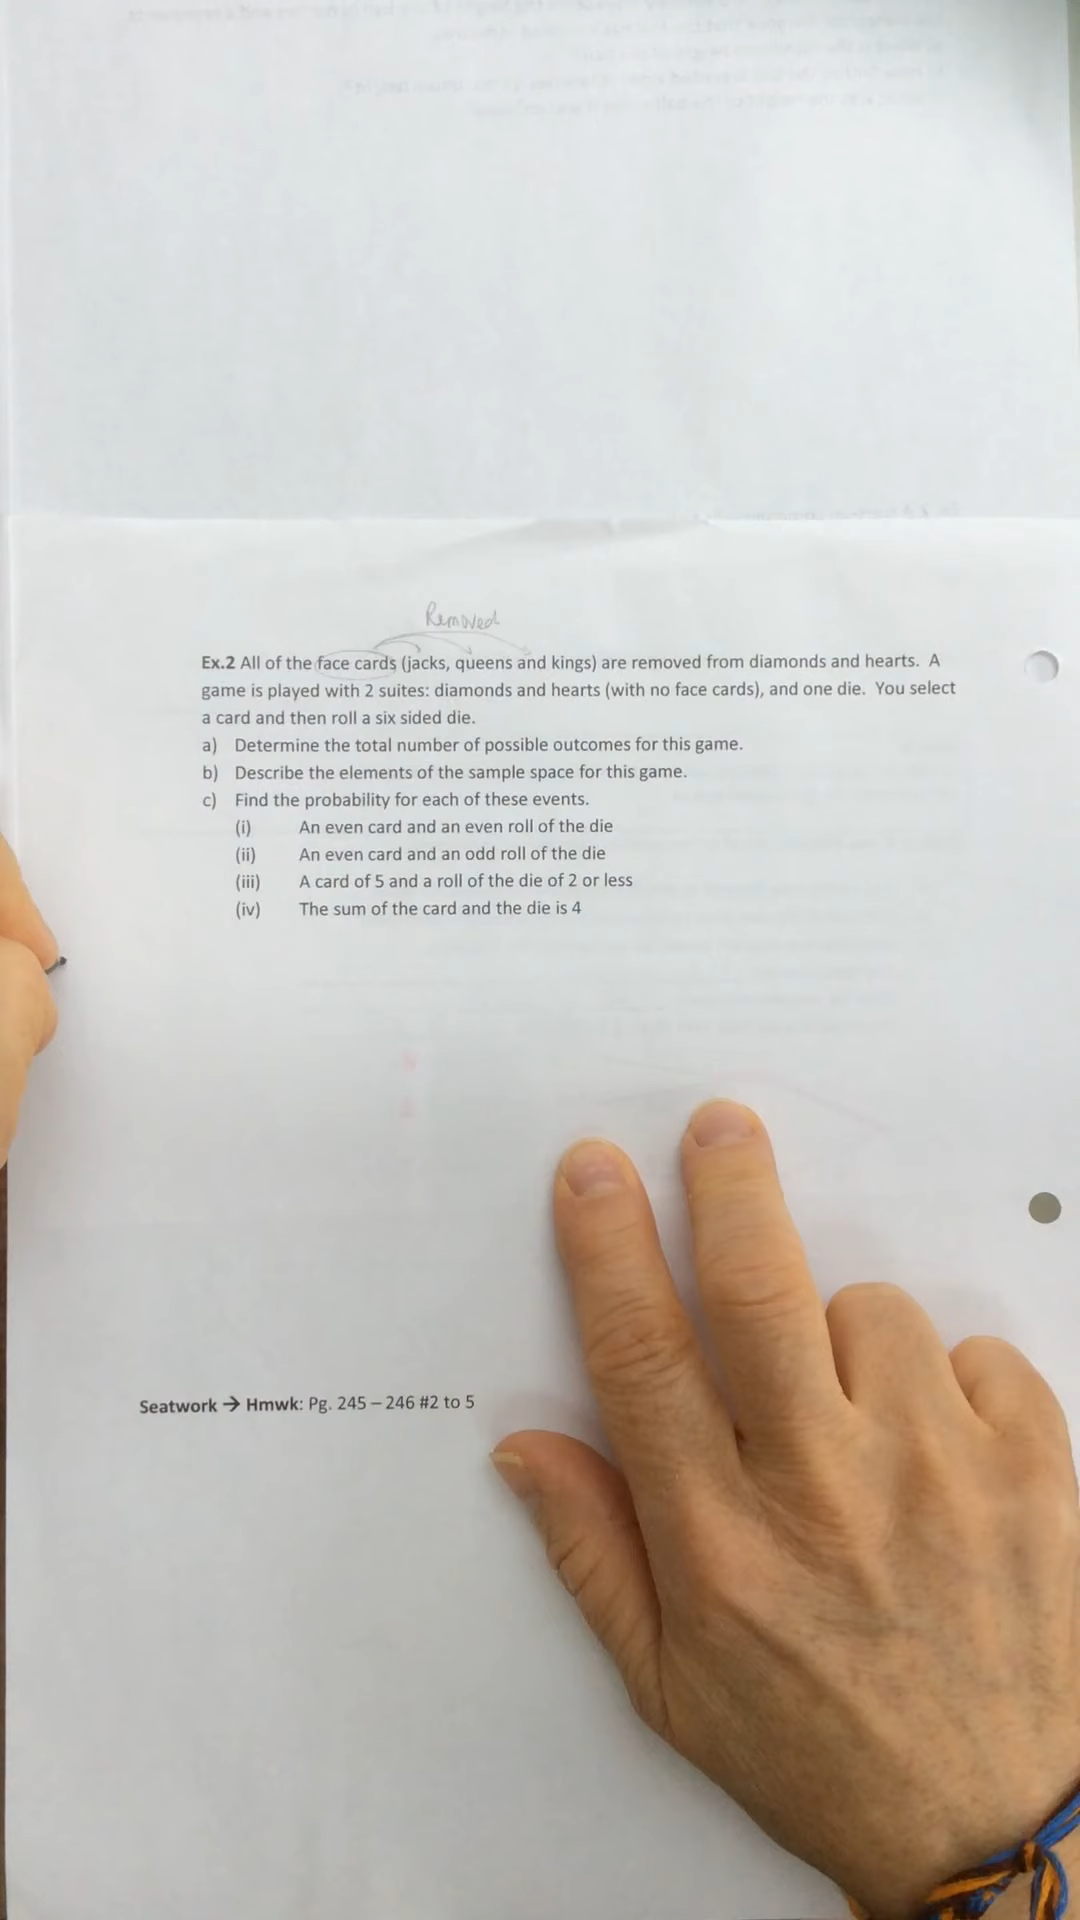 Removed
Ex.2 All of the face cards (jacks, queens and kings) are removed from diamonds and hearts. A
game is played with 2 suites: diamonds and hearts (with no face cards), and one die. You select
a card and then roll a six sided die.
a) Determine the total number of possible outcomes for this game.
b) Describe the elements of the sample space for this game.
c) Find the probability for each of these events.
(i) An even card and an even roll of the die
(ii) An even card and an odd roll of the die
(iii) A card of 5 and a roll of the die of 2 or less
(iv) The sum of the card and the die is 4
Seatwork → Hmwk: Pg. 245 – 246 #2 to 5